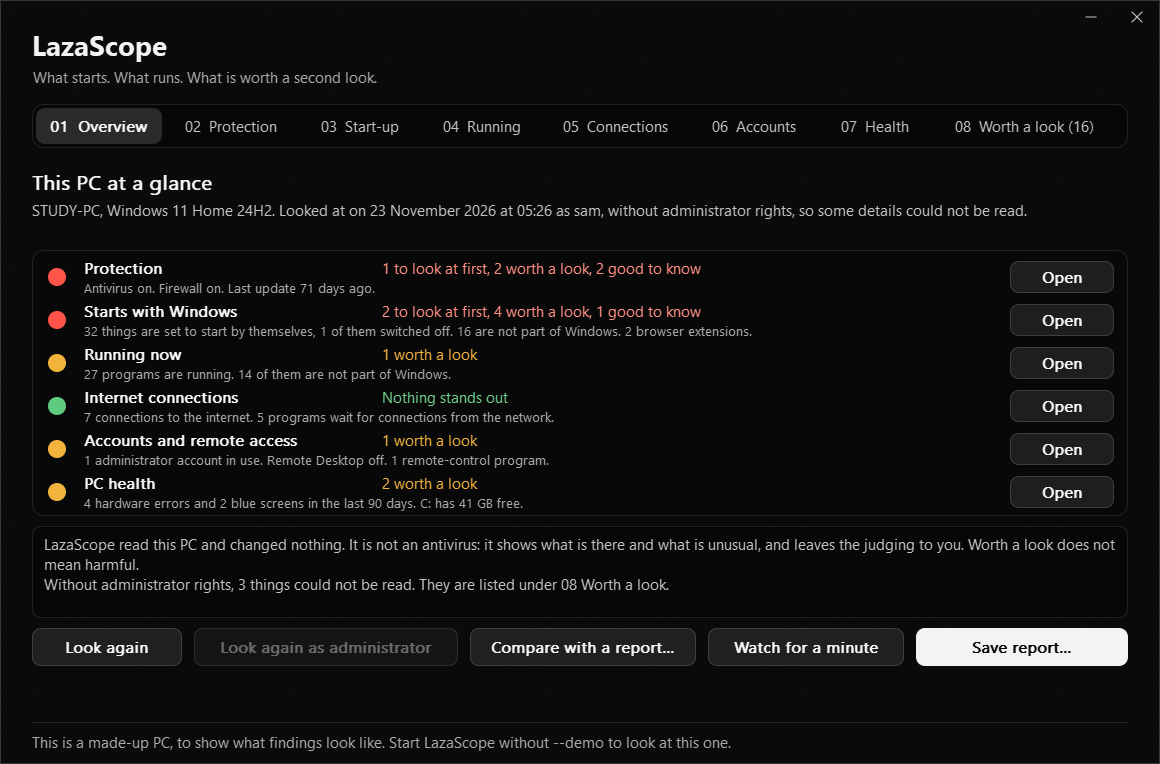 LazaScope
What starts. What runs. What is worth a second look.
01 Overview
02 Protection
03 Start-up
04 Running
05 Connections
06 Accounts
07 Health
08 Worth a look (16)
This PC at a glance
STUDY-PC, Windows 11 Home 24H2. Looked at on 23 November 2026 at 05:26 as sam, without administrator rights, so some details could not be read.
Protection
1 to look at first, 2 worth a look, 2 good to know
Antivirus on. Firewall on. Last update 71 days ago.
Open
Starts with Windows
2 to look at first, 4 worth a look, 1 good to know
32 things are set to start by themselves, 1 of them switched off. 16 are not part of Windows. 2 browser extensions.
Open
Running now
1 worth a look
27 programs are running. 14 of them are not part of Windows.
Open
Internet connections
Nothing stands out
7 connections to the internet. 5 programs wait for connections from the network.
Open
Accounts and remote access
1 worth a look
1 administrator account in use. Remote Desktop off. 1 remote-control program.
Open
PC health
2 worth a look
4 hardware errors and 2 blue screens in the last 90 days. C: has 41 GB free.
Open
LazaScope read this PC and changed nothing. It is not an antivirus: it shows what is there and what is unusual, and leaves the judging to you. Worth a look does not
mean harmful.
Without administrator rights, 3 things could not be read. They are listed under 08 Worth a look.
Look again
Look again as administrator
Compare with a report...
Watch for a minute
Save report...
This is a made-up PC, to show what findings look like. Start LazaScope without --demo to look at this one.